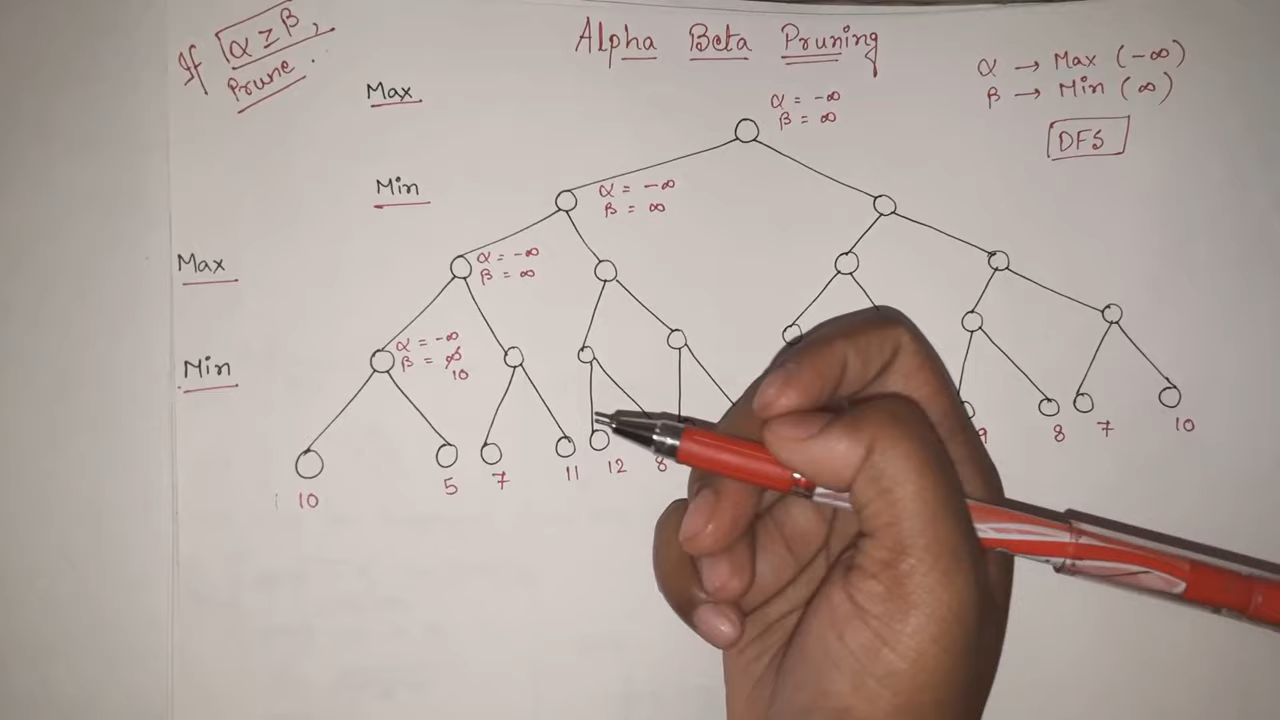 If α ≥ β,
Prune.
Alpha Beta Pruning
α → Max (-∞)
β → Min (∞)
DFS
Max
α = -∞
β = ∞
Min
α = -∞
β = ∞
Max
α = -∞
β = ∞
Min
α = -∞
β = ∞
10
10 5 7 11 12 8 9 8 7 10